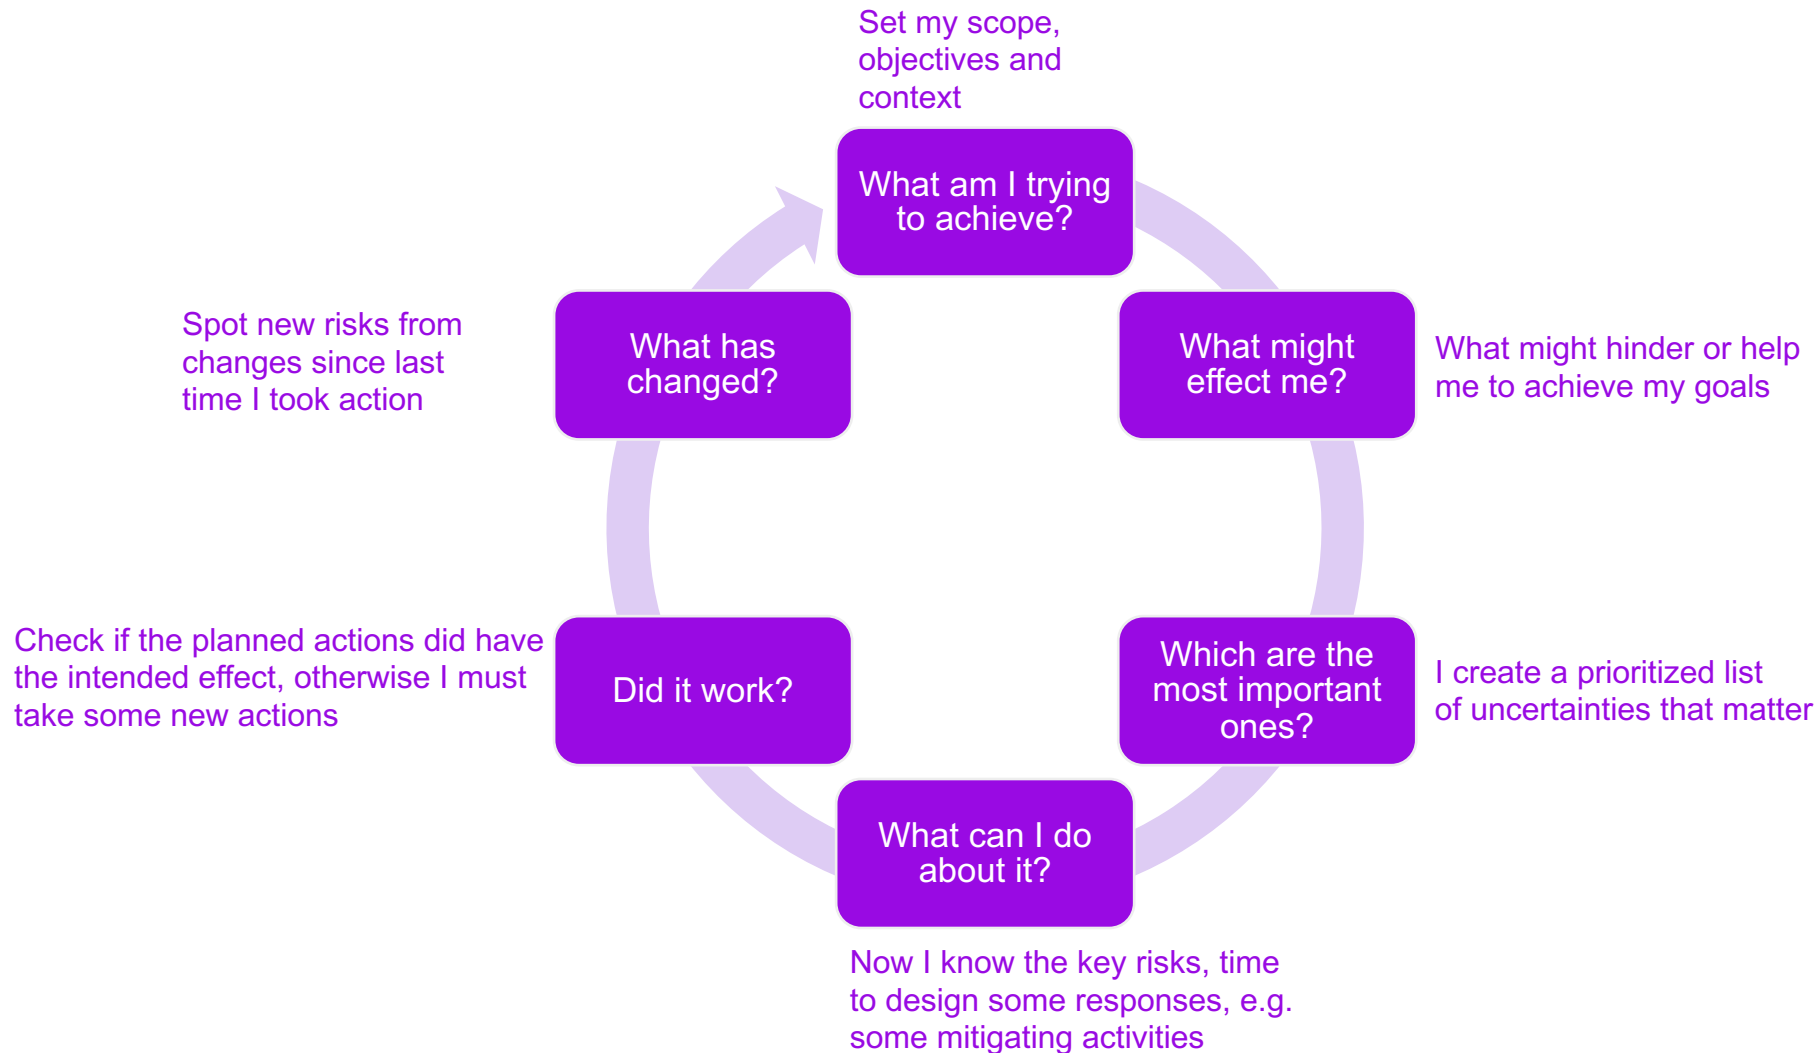 Set my scope,
objectives and
context
What am I trying
to achieve?
What might
effect me?
What might hinder or help
me to achieve my goals
Which are the
most important
ones?
I create a prioritized list
of uncertainties that matter
What can I do
about it?
Now I know the key risks, time
to design some responses, e.g.
some mitigating activities
Did it work?
Check if the planned actions did have
the intended effect, otherwise I must
take some new actions
What has
changed?
Spot new risks from
changes since last
time I took action